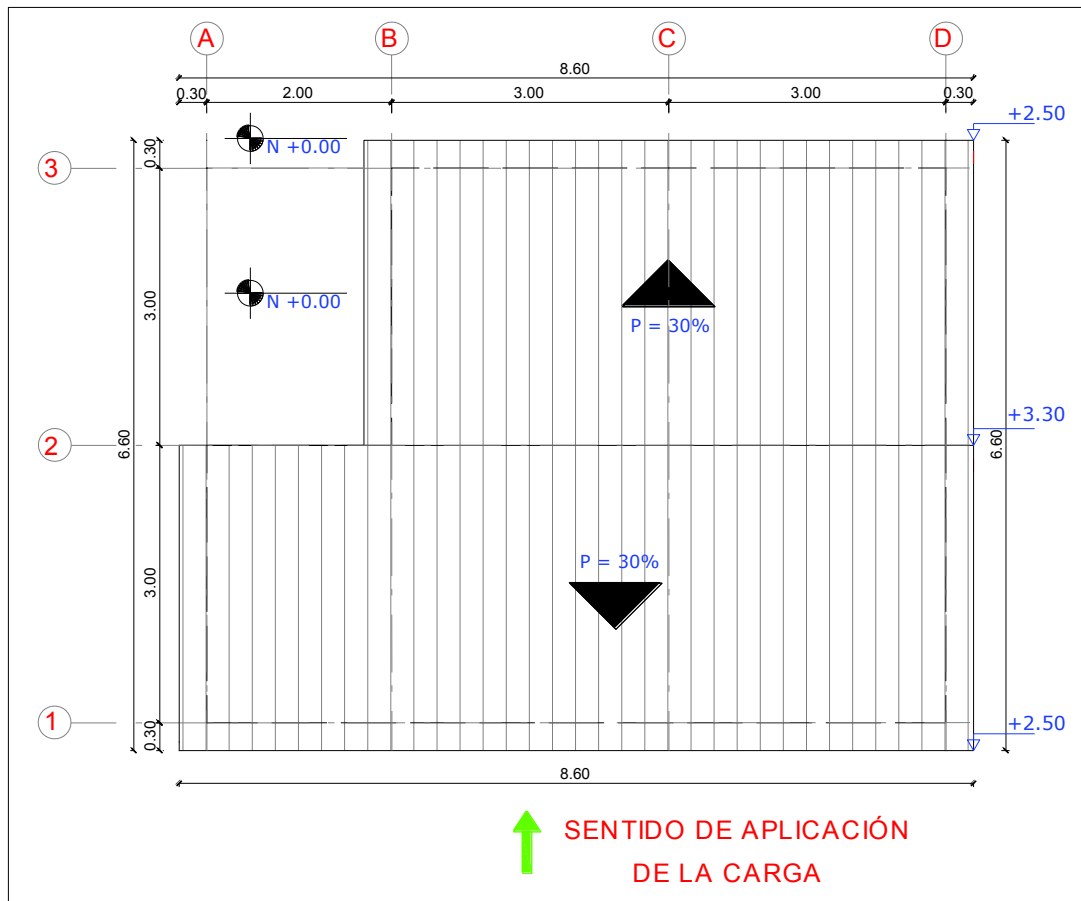 A
B
C
D
8.60
0.30
2.00
3.00
3.00
0.30
+2.50
3
0.30
N +0.00
N +0.00
3.00
P = 30%
2
6.60
+3.30
6.60
P = 30%
3.00
1
0.30
+2.50
8.60
SENTIDO DE APLICACIÓN
DE LA CARGA